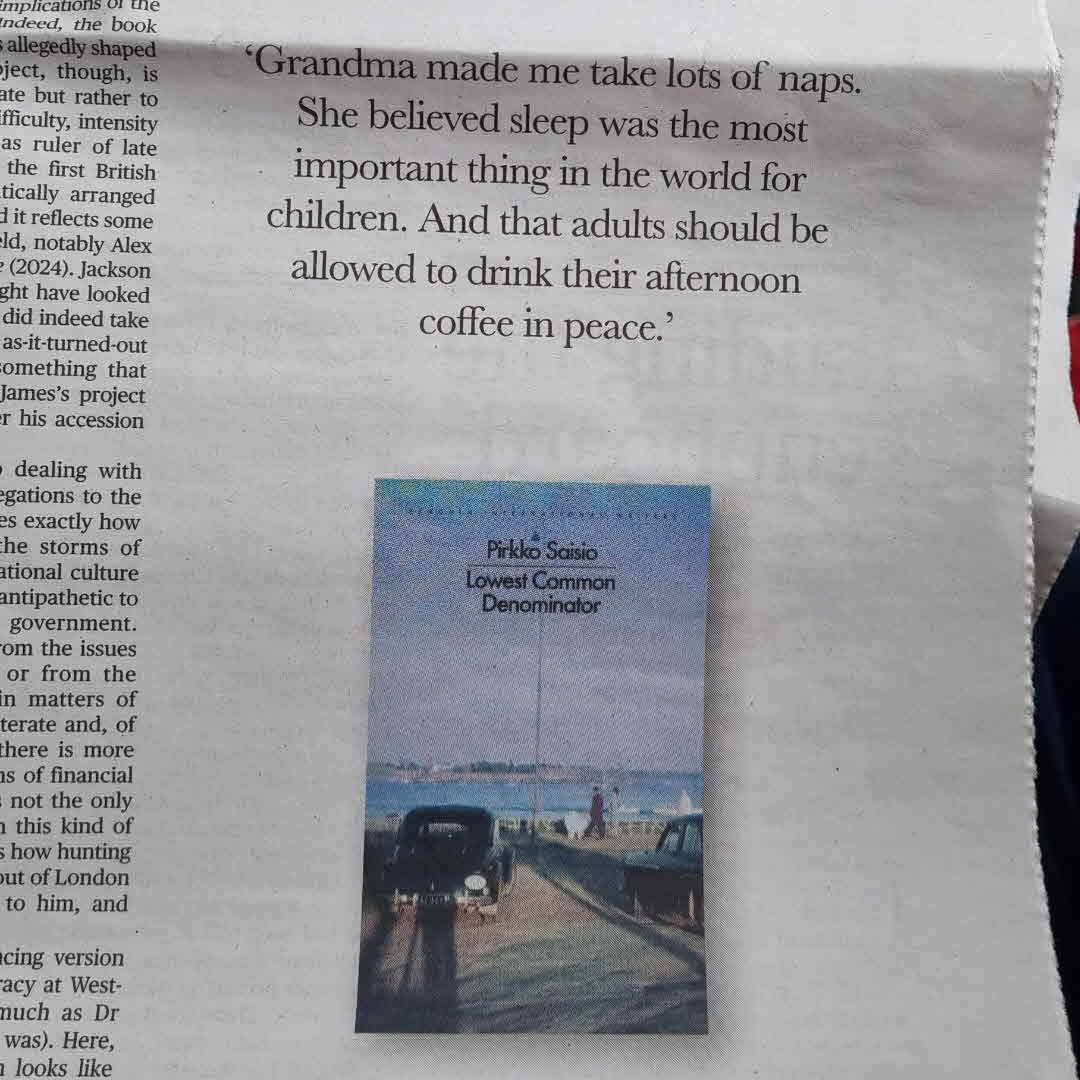 implications of the
Indeed, the book
allegedly shaped
ject, though, is
ate but rather to
fficulty, intensity
as ruler of late
the first British
tically arranged
d it reflects some
eld, notably Alex
(2024). Jackson
ght have looked
did indeed take
as-it-turned-out
something that
James's project
er his accession
dealing with
egations to the
es exactly how
the storms of
ational culture
antipathetic to
government.
rom the issues
or from the
in matters of
terate and, of
there is more
ns of financial
not the only
this kind of
s how hunting
out of London
to him, and
cing version
racy at West-
much as Dr
was). Here,
looks like
‘Grandma made me take lots of naps.
She believed sleep was the most
important thing in the world for
children. And that adults should be
allowed to drink their afternoon
coffee in peace.’
Pirkko Saisio
Lowest Common
Denominator